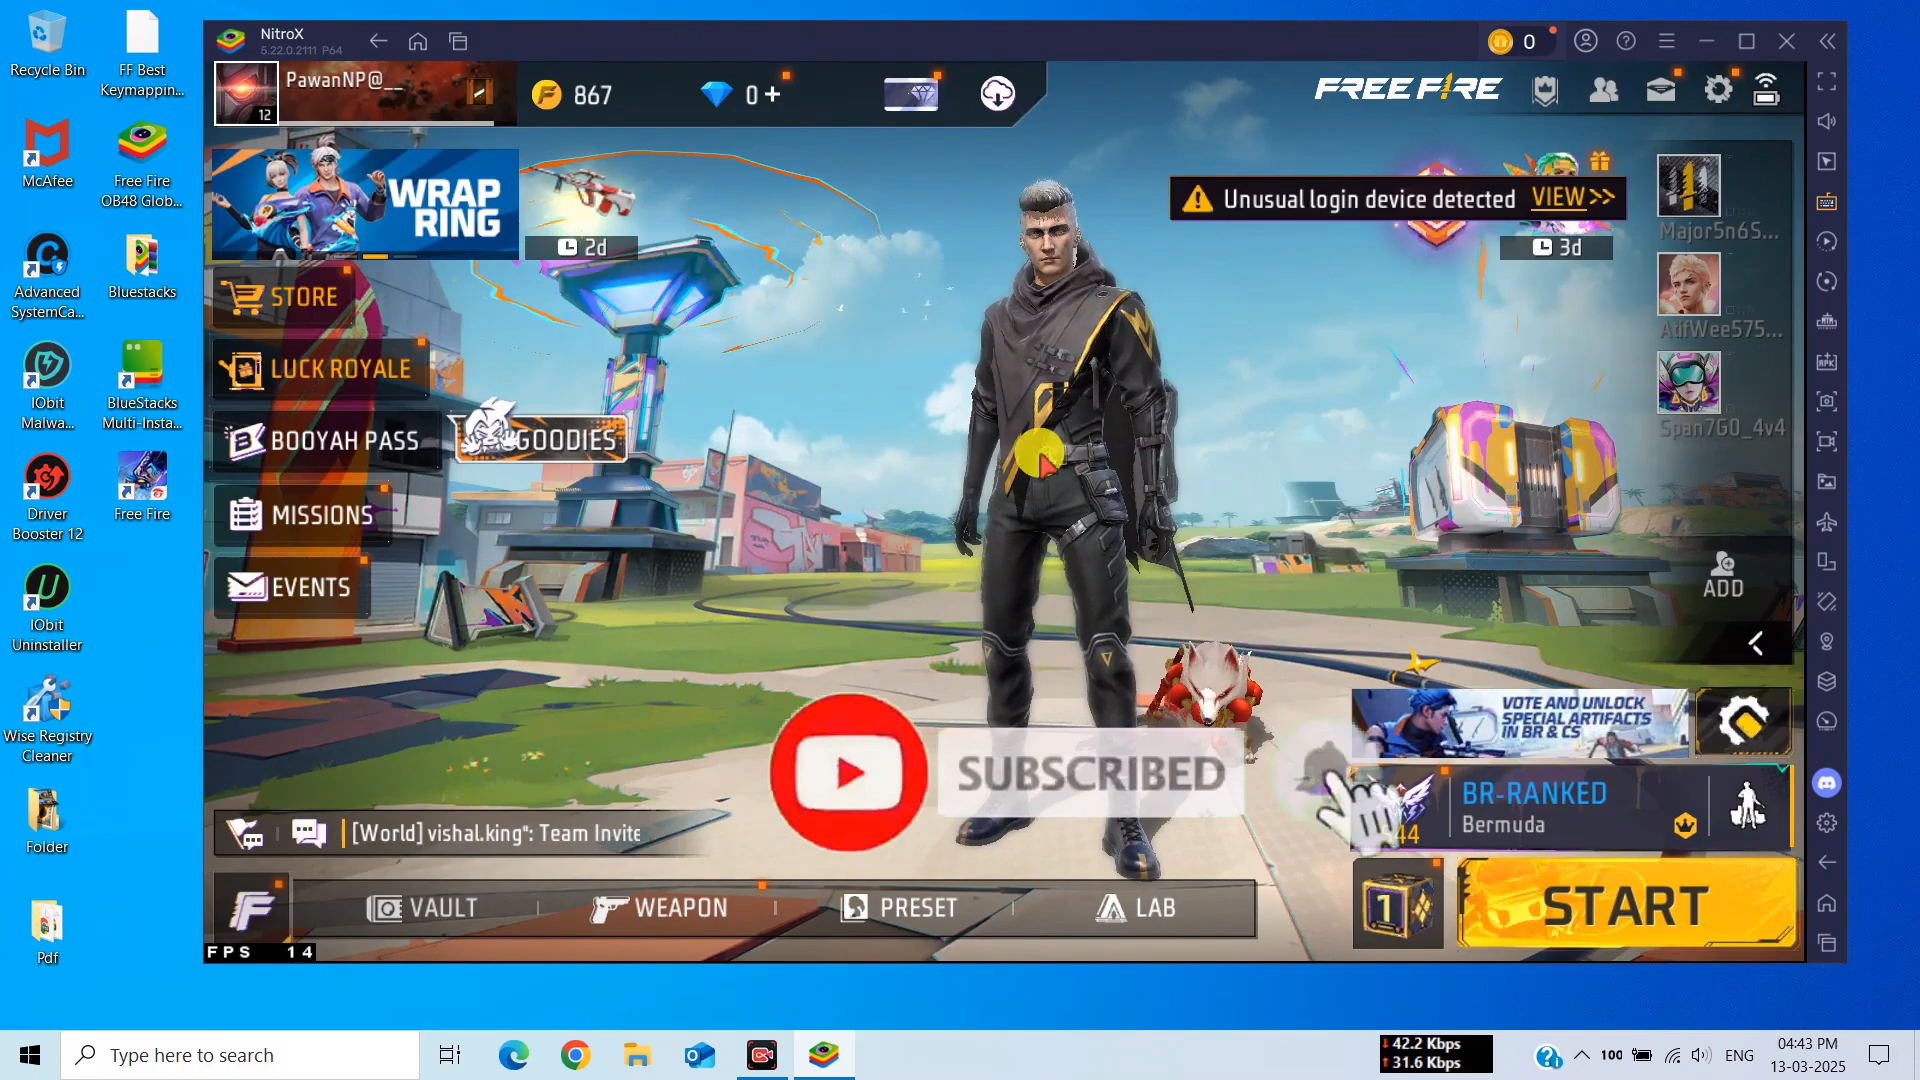 Recycle Bin
FF Best
Keymappin...
McAfee
Free Fire
OB48 Glob...
Advanced
SystemCa...
Bluestacks
IObit
Malwa...
BlueStacks
Multi-Insta...
Driver
Booster 12
Free Fire
IObit
Uninstaller
Wise Registry
Cleaner
Folder
Pdf
NitroX
5.22.0.2111 P64
0
PawanNP@__
12
867
0 +
FREE FIRE
WRAP
RING
2d
Unusual login device detected VIEW >>
3d
Major5n6S...
AtifWee575...
Span7G0_4v4
STORE
LUCK ROYALE
BOOYAH PASS
GOODIES
MISSIONS
EVENTS
ADD
VOTE AND UNLOCK
SPECIAL ARTIFACTS
IN BR & CS
SUBSCRIBED
BR-RANKED
Bermuda
44
[World] vishal.king": Team Invite
VAULT
WEAPON
PRESET
LAB
1
START
FPS 14
Type here to search
42.2 Kbps
31.6 Kbps
100
ENG
04:43 PM
13-03-2025